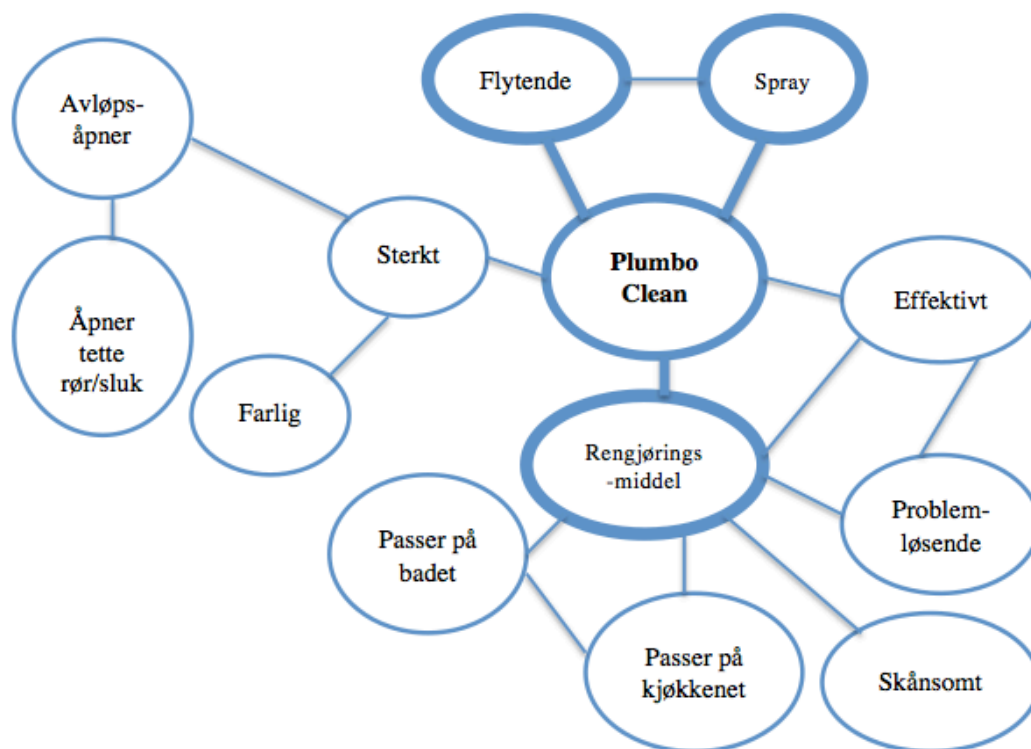 Flytende
Spray
Avløps-
åpner
Sterkt
Plumbo
Clean
Effektivt
Åpner
tette
rør/sluk
Farlig
Rengjørings
-middel
Problem-
løsende
Passer på
badet
Passer på
kjøkkenet
Skånsomt